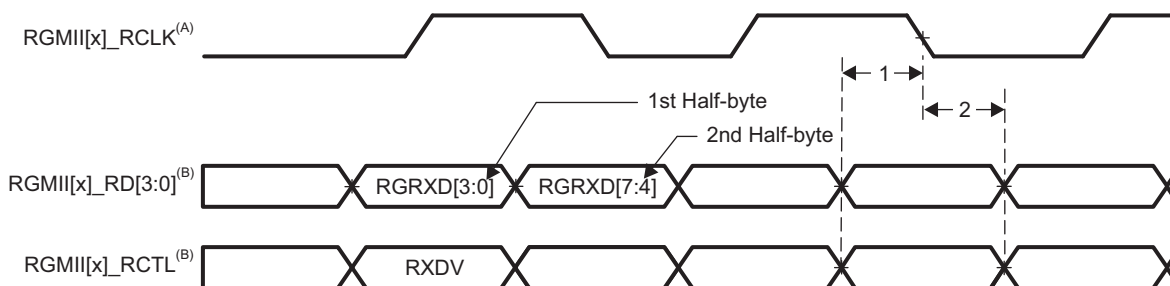 RGMII[x]_RCLK(A)
1
1st Half-byte
2
2nd Half-byte
RGMII[x]_RD[3:0](B)
RGRXD[3:0]
RGRXD[7:4]
RGMII[x]_RCTL(B)
RXDV